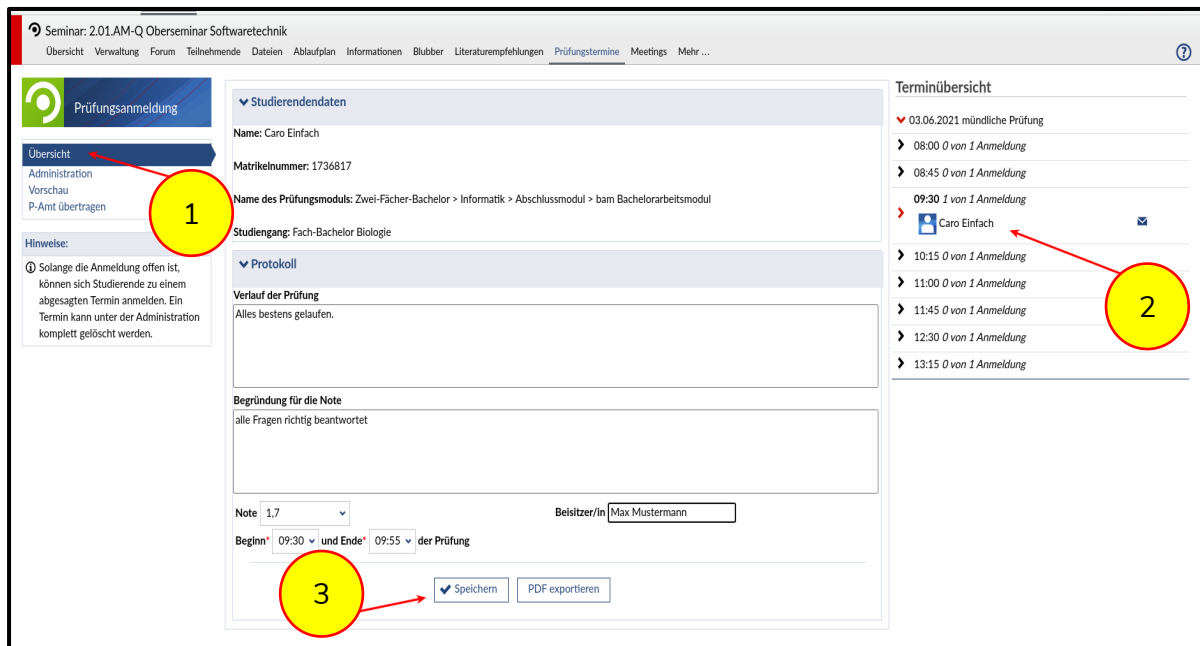 Seminar: 2.01.AM-Q Oberseminar Softwaretechnik
Übersicht Verwaltung Forum Teilnehmende Dateien Ablaufplan Informationen Blubber Literaturempfehlungen Prüfungstermine Meetings Mehr ...
Prüfungsanmeldung
Übersicht
Administration
Vorschau
P-Amt übertragen
1
Hinweise:
Solange die Anmeldung offen ist,
können sich Studierende zu einem
abgesagten Termin anmelden. Ein
Termin kann unter der Administration
komplett gelöscht werden.
Studierendendaten
Name: Caro Einfach
Matrikelnummer: 1736817
Name des Prüfungsmoduls: Zwei-Fächer-Bachelor > Informatik > Abschlussmodul > bam Bachelorarbeitsmodul
Studiengang: Fach-Bachelor Biologie
Protokoll
Verlauf der Prüfung
Alles bestens gelaufen.
Begründung für die Note
alle Fragen richtig beantwortet
Note 1,7 Beisitzer/in Max Mustermann
Beginn* 09:30 und Ende* 09:55 der Prüfung
3
Speichern PDF exportieren
Terminübersicht
03.06.2021 mündliche Prüfung
08:00 0 von 1 Anmeldung
08:45 0 von 1 Anmeldung
09:30 1 von 1 Anmeldung
Caro Einfach
10:15 0 von 1 Anmeldung
11:00 0 von 1 Anmeldung
11:45 0 von 1 Anmeldung
12:30 0 von 1 Anmeldung
13:15 0 von 1 Anmeldung
2